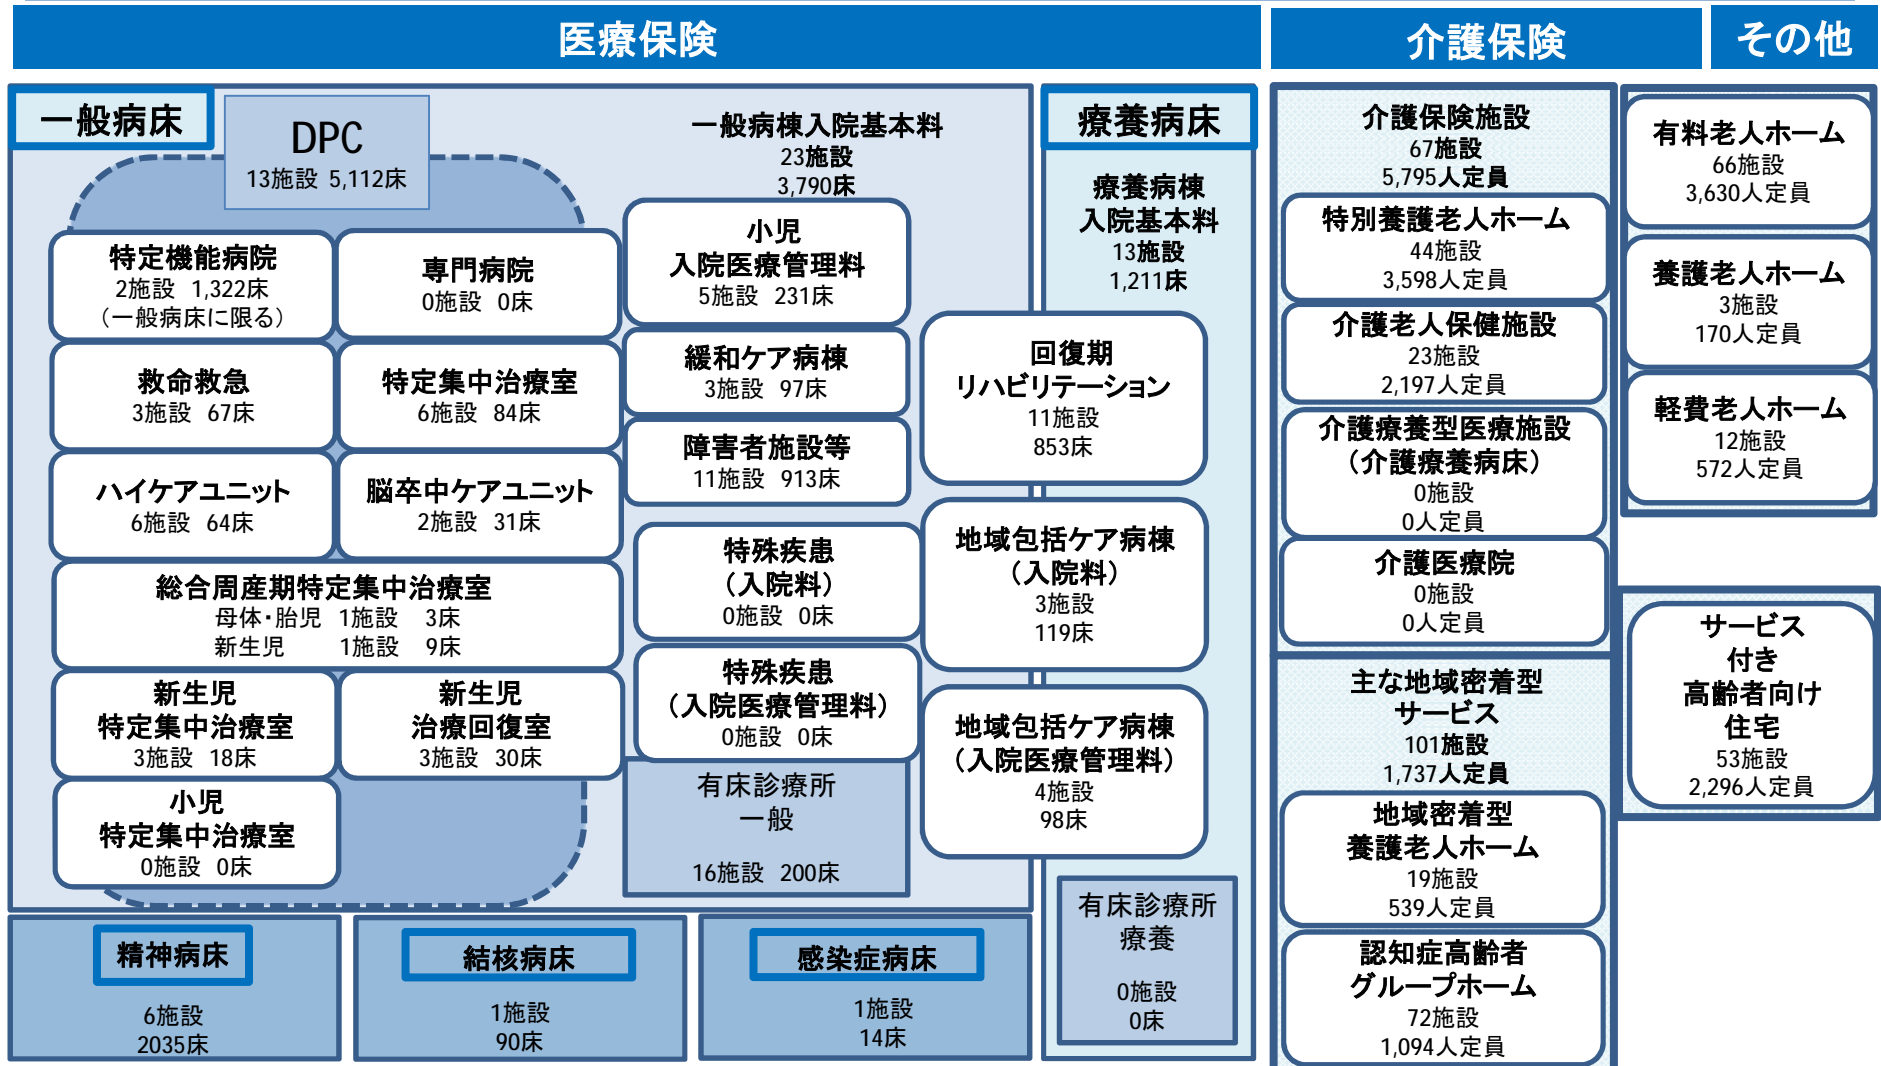 医療保険
介護保険
その他
一般病床
DPC
13施設 5,112床
一般病棟入院基本料
23施設
3,790床
特定機能病院
2施設 1,322床
（一般病床に限る）
専門病院
0施設 0床
救命救急
3施設 67床
特定集中治療室
6施設 84床
ハイケアユニット
6施設 64床
脳卒中ケアユニット
2施設 31床
総合周産期特定集中治療室
母体・胎児 1施設 3床
新生児 1施設 9床
新生児
特定集中治療室
3施設 18床
新生児
治療回復室
3施設 30床
小児
特定集中治療室
0施設 0床
小児
入院医療管理料
5施設 231床
緩和ケア病棟
3施設 97床
障害者施設等
11施設 913床
特殊疾患
（入院料）
0施設 0床
特殊疾患
（入院医療管理料）
0施設 0床
有床診療所
一般
16施設 200床
療養病床
療養病棟
入院基本料
13施設
1,211床
回復期
リハビリテーション
11施設
853床
地域包括ケア病棟
（入院料）
3施設
119床
地域包括ケア病棟
（入院医療管理料）
4施設
98床
有床診療所
療養
0施設
0床
精神病床
6施設
2035床
結核病床
1施設
90床
感染症病床
1施設
14床
介護保険施設
67施設
5,795人定員
特別養護老人ホーム
44施設
3,598人定員
介護老人保健施設
23施設
2,197人定員
介護療養型医療施設
（介護療養病床）
0施設
0人定員
介護医療院
0施設
0人定員
主な地域密着型
サービス
101施設
1,737人定員
地域密着型
養護老人ホーム
19施設
539人定員
認知症高齢者
グループホーム
72施設
1,094人定員
有料老人ホーム
66施設
3,630人定員
養護老人ホーム
3施設
170人定員
軽費老人ホーム
12施設
572人定員
サービス
付き
高齢者向け
住宅
53施設
2,296人定員